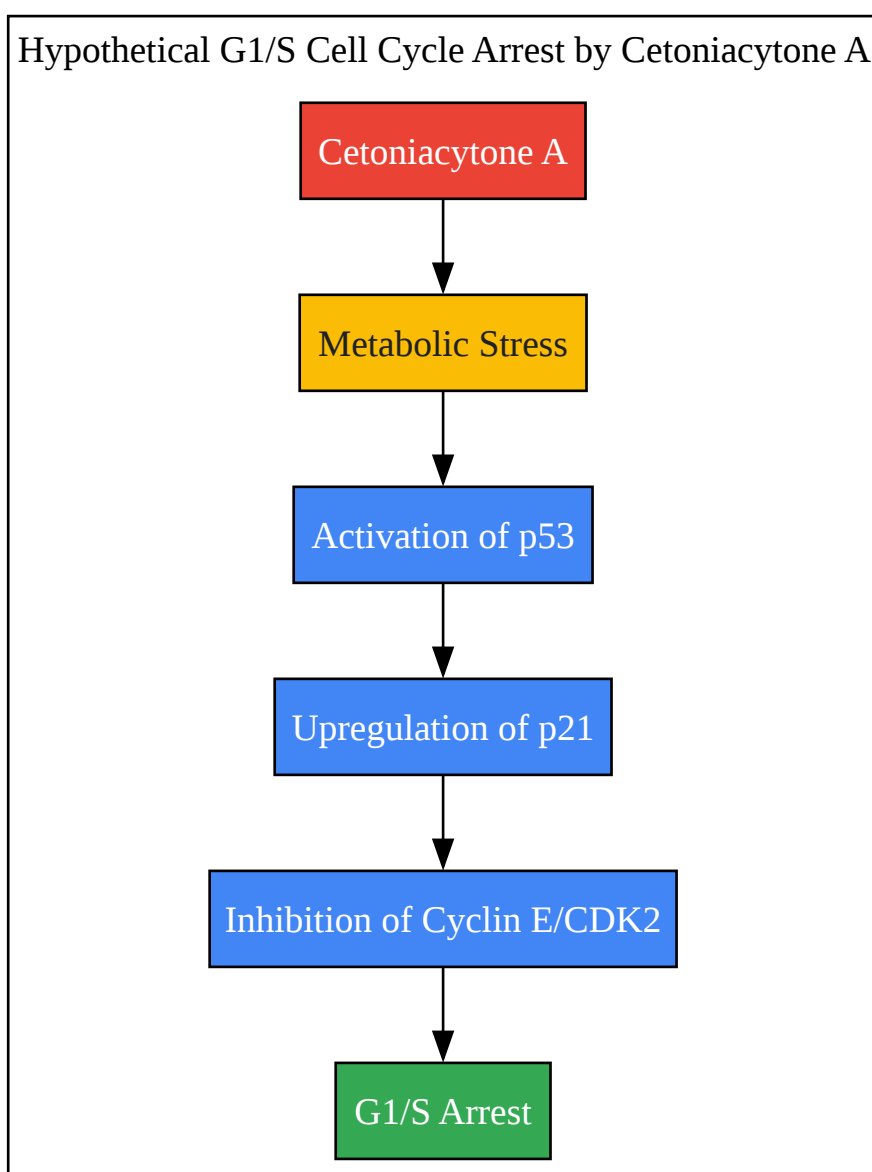 Hypothetical G1/S Cell Cycle Arrest by Cetoniacytone A
Cetoniacytone A
Metabolic Stress
Activation of p53
Upregulation of p21
Inhibition of Cyclin E/CDK2
G1/S Arrest